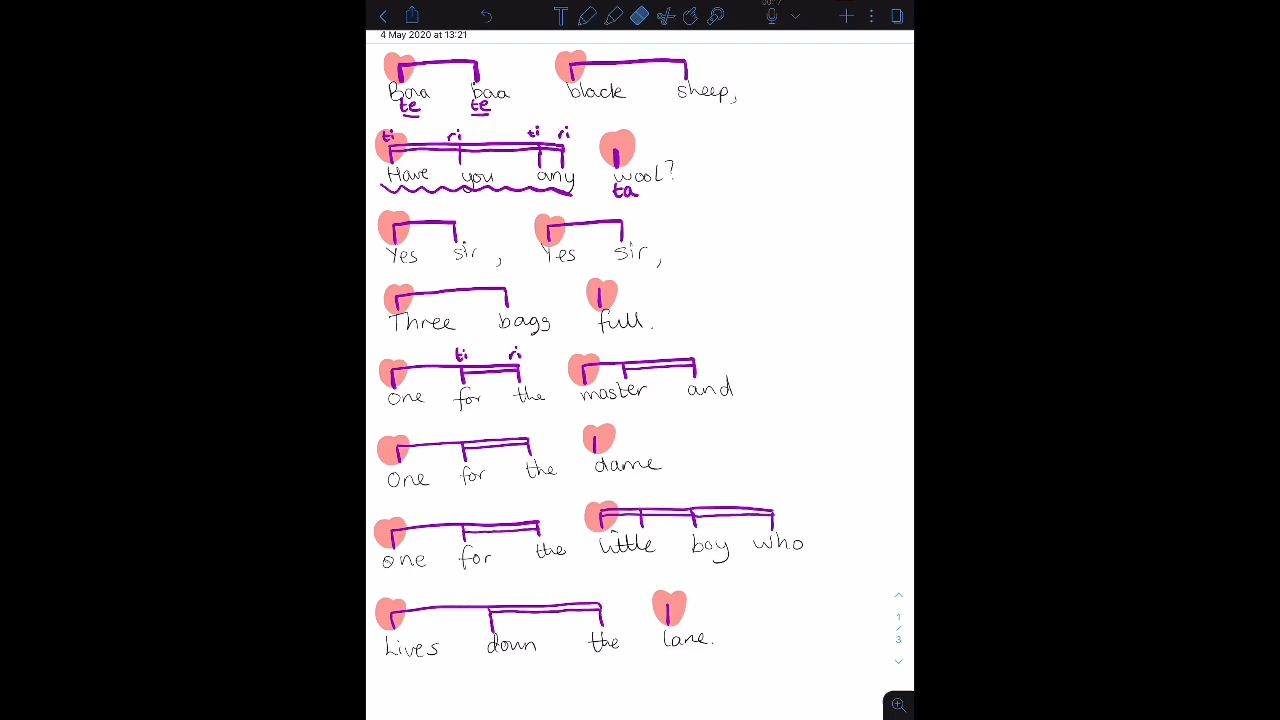 4 May 2020 at 13:21
Baa baa black sheep,
te te
ti ri ti ri
Have you any wool?
ta
Yes sir, Yes sir,
Three bags full.
ti ri
One for the master and
One for the dame
One for the little boy who
Lives down the lane.
1
/
3